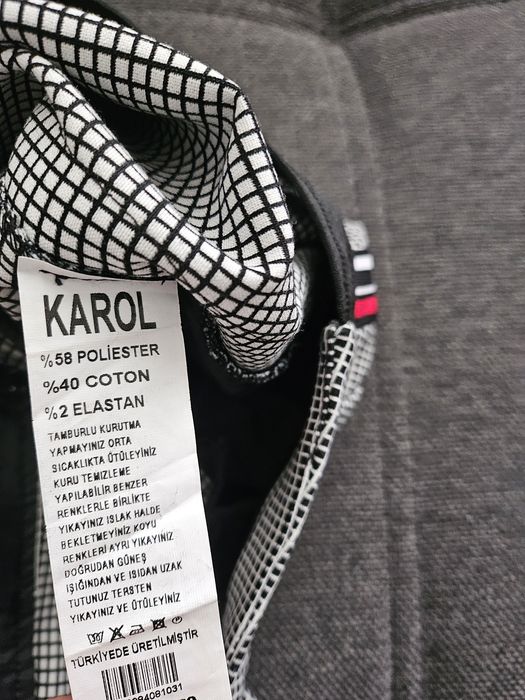 KAROL
%58 POLİESTER
%40 COTON
%2 ELASTAN
TAMBURLU KURUTMA
YAPMAYINIZ ORTA
SICAKLIKTA ÜTÜLEYİNİZ
KURU TEMİZLEME
YAPILABİLİR BENZER
RENKLERLE BİRLİKTE
YIKAYINIZ ISLAK HALDE
BEKLETMEYİNİZ KOYU
RENKLERİ AYRI YIKAYINIZ
DOĞRUDAN GÜNEŞ
IŞIĞINDAN VE ISIDAN UZAK
TUTUNUZ TERSTEN
YIKAYINIZ VE ÜTÜLEYİNİZ
TÜRKİYEDE ÜRETİLMİŞTİR